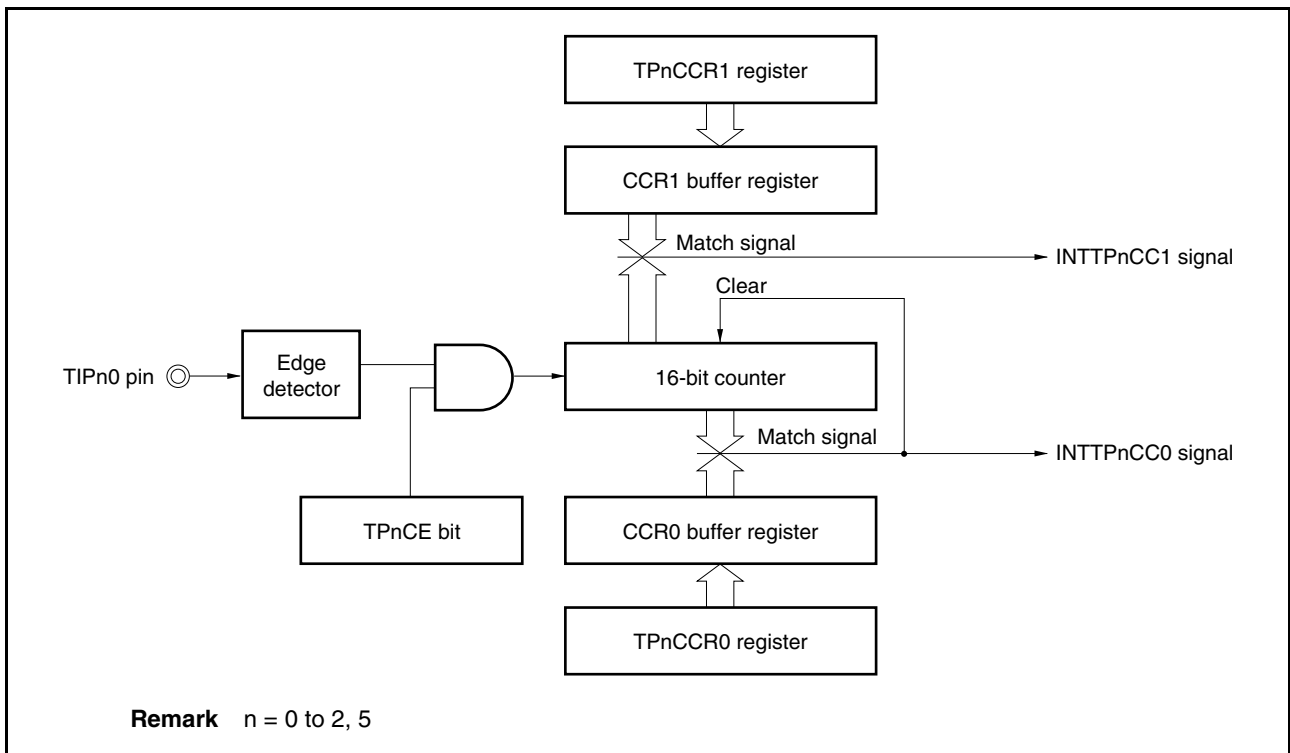 TPnCCR1 register
CCR1 buffer register
Match signal
INTTPnCC1 signal
Clear
TIPn0 pin
Edge
detector
16-bit counter
Match signal
INTTPnCC0 signal
TPnCE bit
CCR0 buffer register
TPnCCR0 register
Remark n = 0 to 2, 5